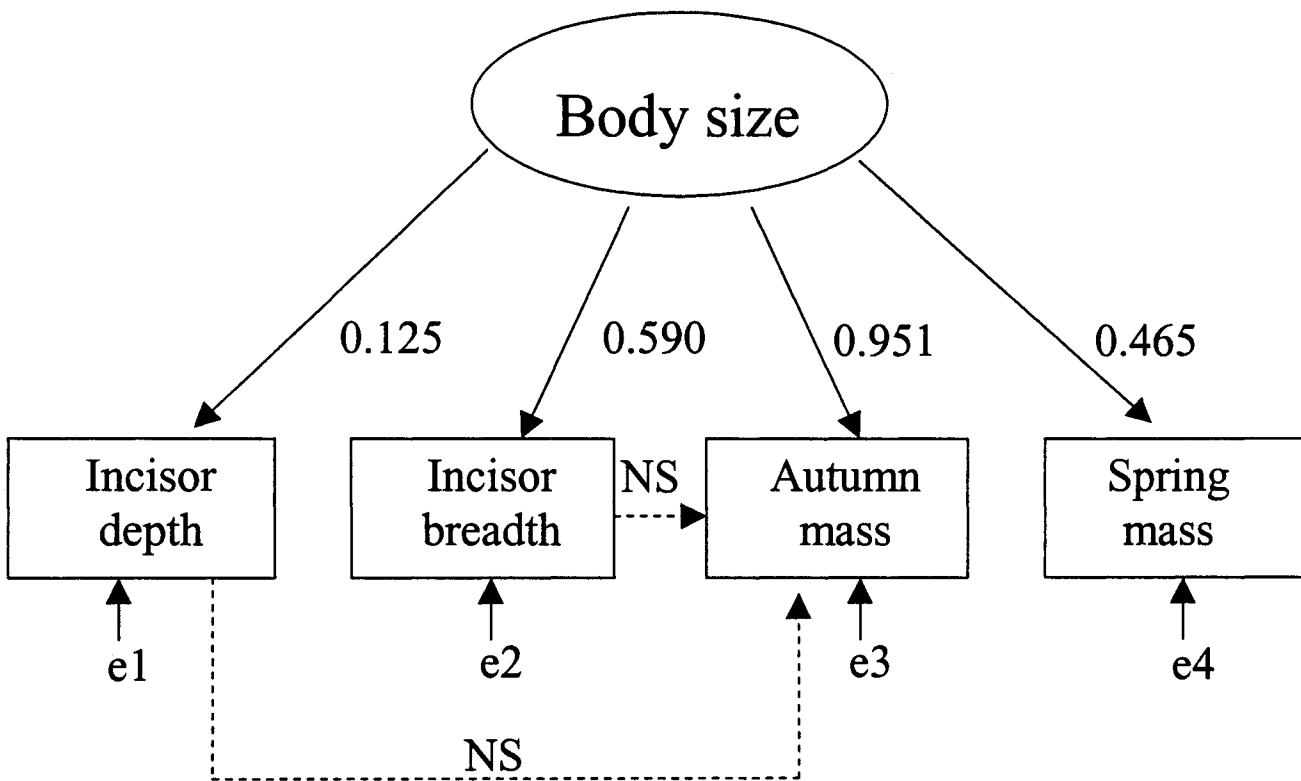 Body size
0.125
0.590
0.951
0.465
Incisor
depth
Incisor
breadth
NS
Autumn
mass
Spring
mass
e1
e2
e3
e4
NS